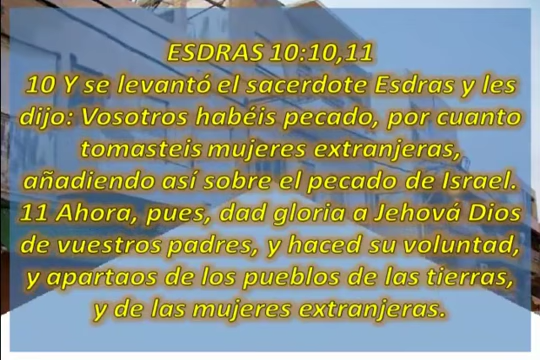 ESDRAS 10:10,11
10 Y se levantó el sacerdote Esdras y les
dijo: Vosotros habéis pecado, por cuanto
tomasteis mujeres extranjeras,
añadiendo así sobre el pecado de Israel.
11 Ahora, pues, dad gloria a Jehová Dios
de vuestros padres, y haced su voluntad,
y apartaos de los pueblos de las tierras,
y de las mujeres extranjeras.